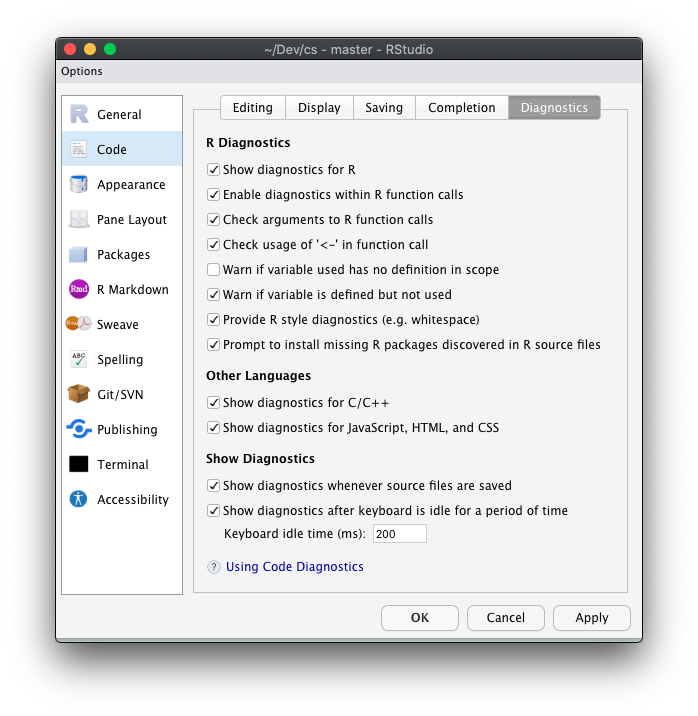 ~/Dev/cs - master - RStudio
Options
General
Code
Appearance
Pane Layout
Packages
Rmd R Markdown
Sweave
ABC Spelling
Git/SVN
Publishing
Terminal
Accessibility
Editing Display Saving Completion Diagnostics
R Diagnostics
Show diagnostics for R
Enable diagnostics within R function calls
Check arguments to R function calls
Check usage of '<-' in function call
Warn if variable used has no definition in scope
Warn if variable is defined but not used
Provide R style diagnostics (e.g. whitespace)
Prompt to install missing R packages discovered in R source files
Other Languages
Show diagnostics for C/C++
Show diagnostics for JavaScript, HTML, and CSS
Show Diagnostics
Show diagnostics whenever source files are saved
Show diagnostics after keyboard is idle for a period of time
Keyboard idle time (ms): 200
? Using Code Diagnostics
OK Cancel Apply